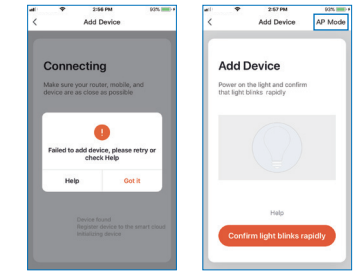 2:56 PM
93%
Add Device
Connecting
Make sure your router, mobile, and
device are as close as possible
Failed to add device, please retry or
check Help
Help
Got it
Device found
Register device to the smart cloud
Initializing device
2:57 PM
93%
Add Device
AP Mode
Add Device
Power on the light and confirm
that light blinks rapidly
Help
Confirm light blinks rapidly